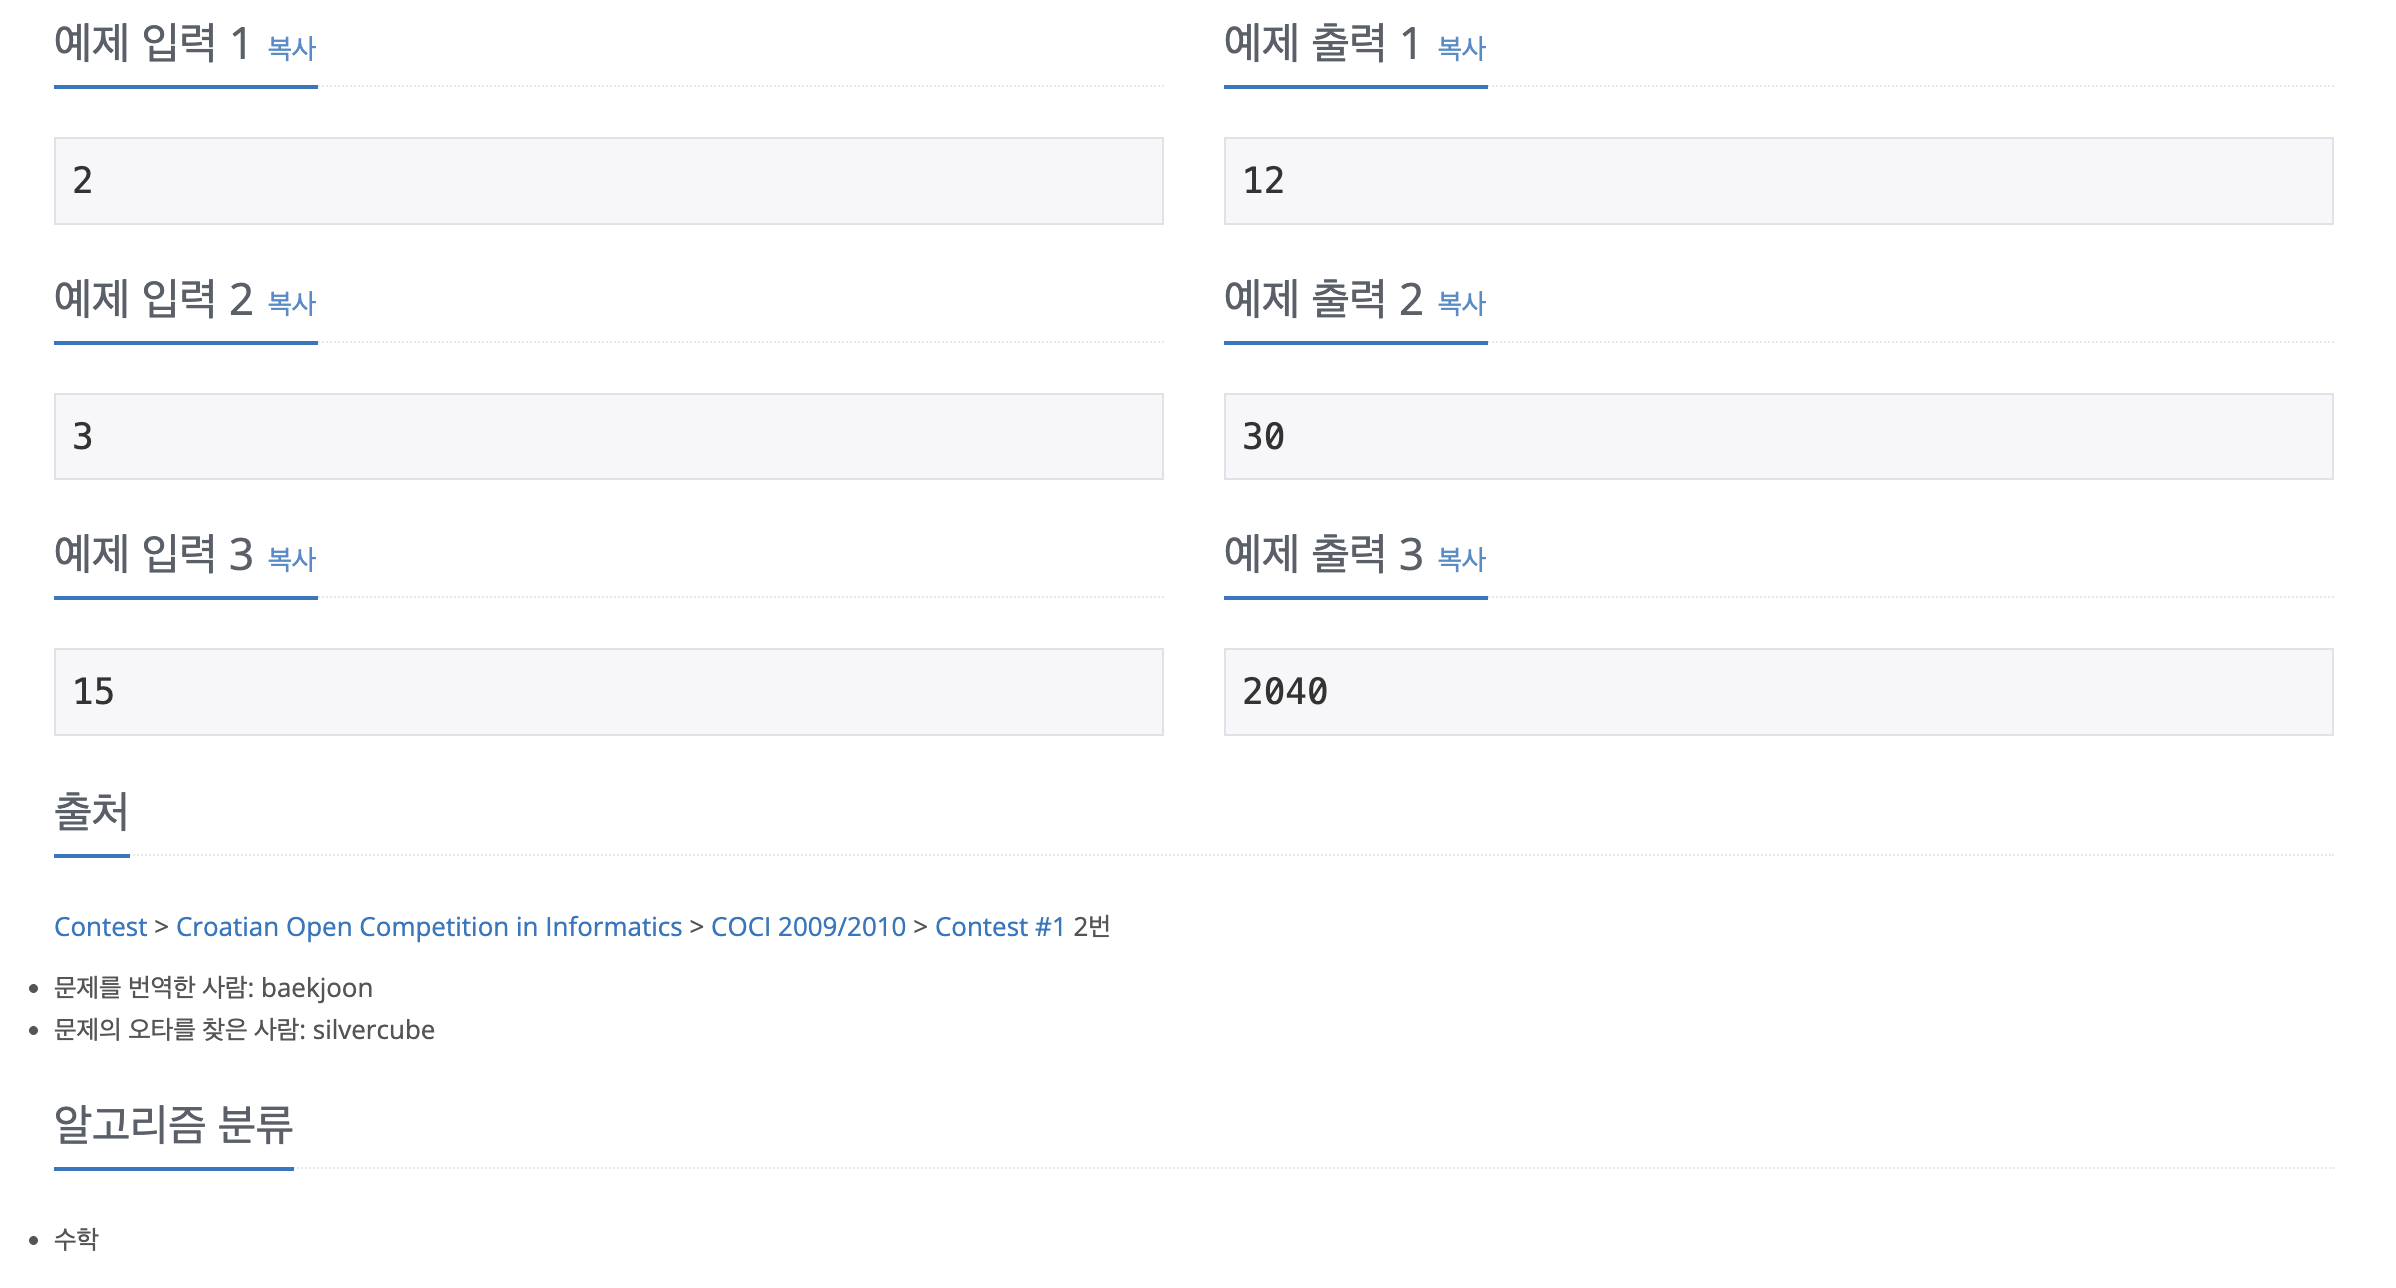 예제 입력 1 복사
예제 출력 1 복사
2
12
예제 입력 2 복사
예제 출력 2 복사
3
30
예제 입력 3 복사
예제 출력 3 복사
15
2040
출처
Contest > Croatian Open Competition in Informatics > COCI 2009/2010 > Contest #1 2번
• 문제를 번역한 사람: baekjoon
• 문제의 오타를 찾은 사람: silvercube
알고리즘 분류
• 수학